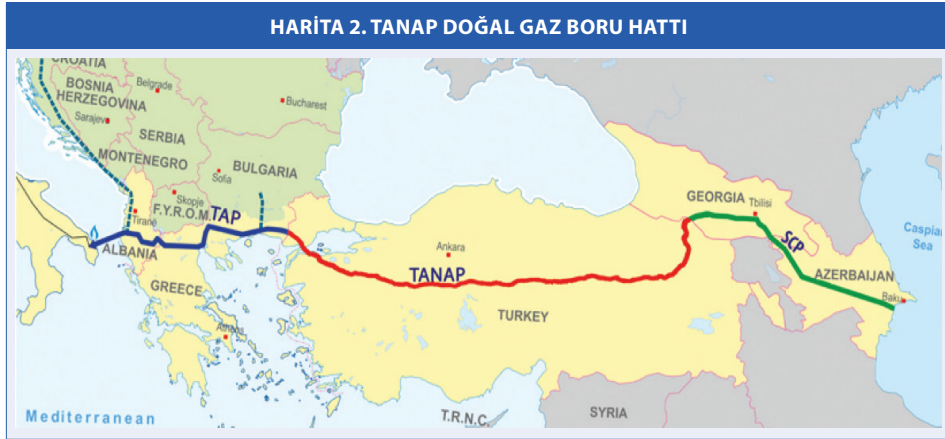 HARİTA 2. TANAP DOĞAL GAZ BORU HATTI
CROATIA
BOSNIA
HERZEGOVINA
Belgrade
Bucharest
Sarajevo
SERBIA
MONTENEGRO
BULGARIA
Sofia
Skopje
F.Y.R.O.M.
TAP
Tirane
ALBANIA
GREECE
Athens
GEORGIA
Tbilisi
SCP
Caspian
Sea
AZERBAIJAN
Baku
Ankara
TANAP
TURKEY
Mediterranean
T.R.N.C.
SYRIA